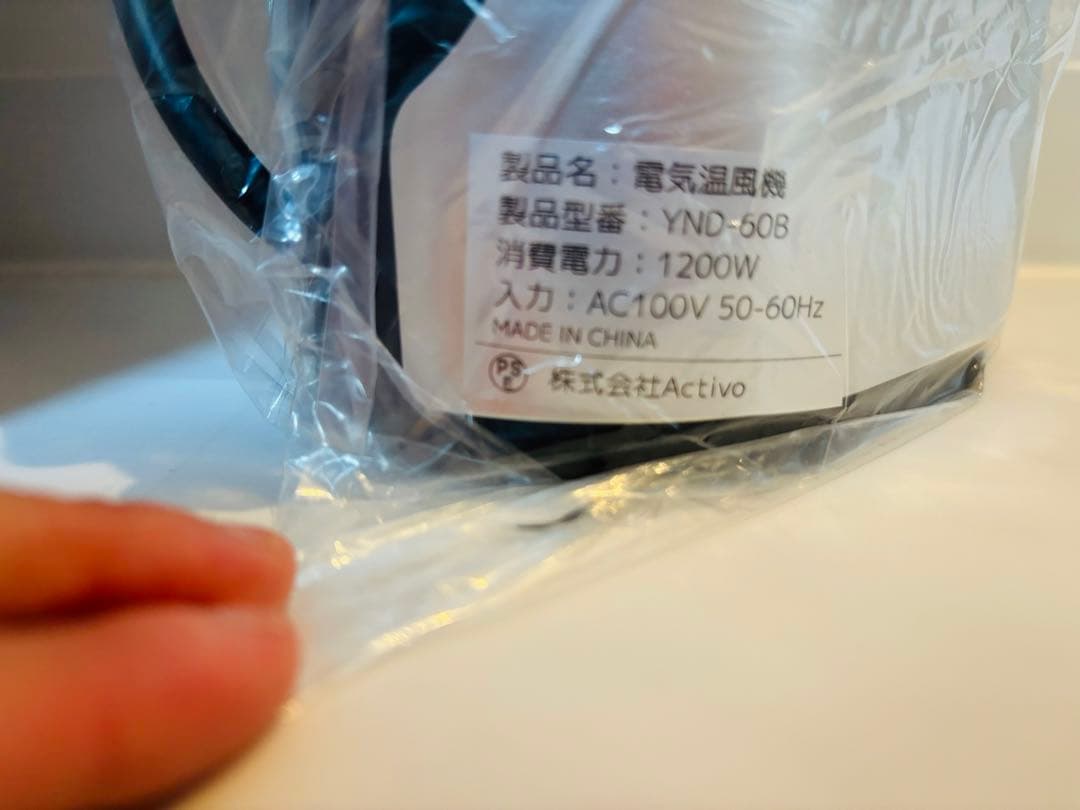 製品名：電気温風機
製品型番：YND-60B
消費電力：1200W
入力：AC100V 50-60Hz
MADE IN CHINA
PS E 株式会社Activo